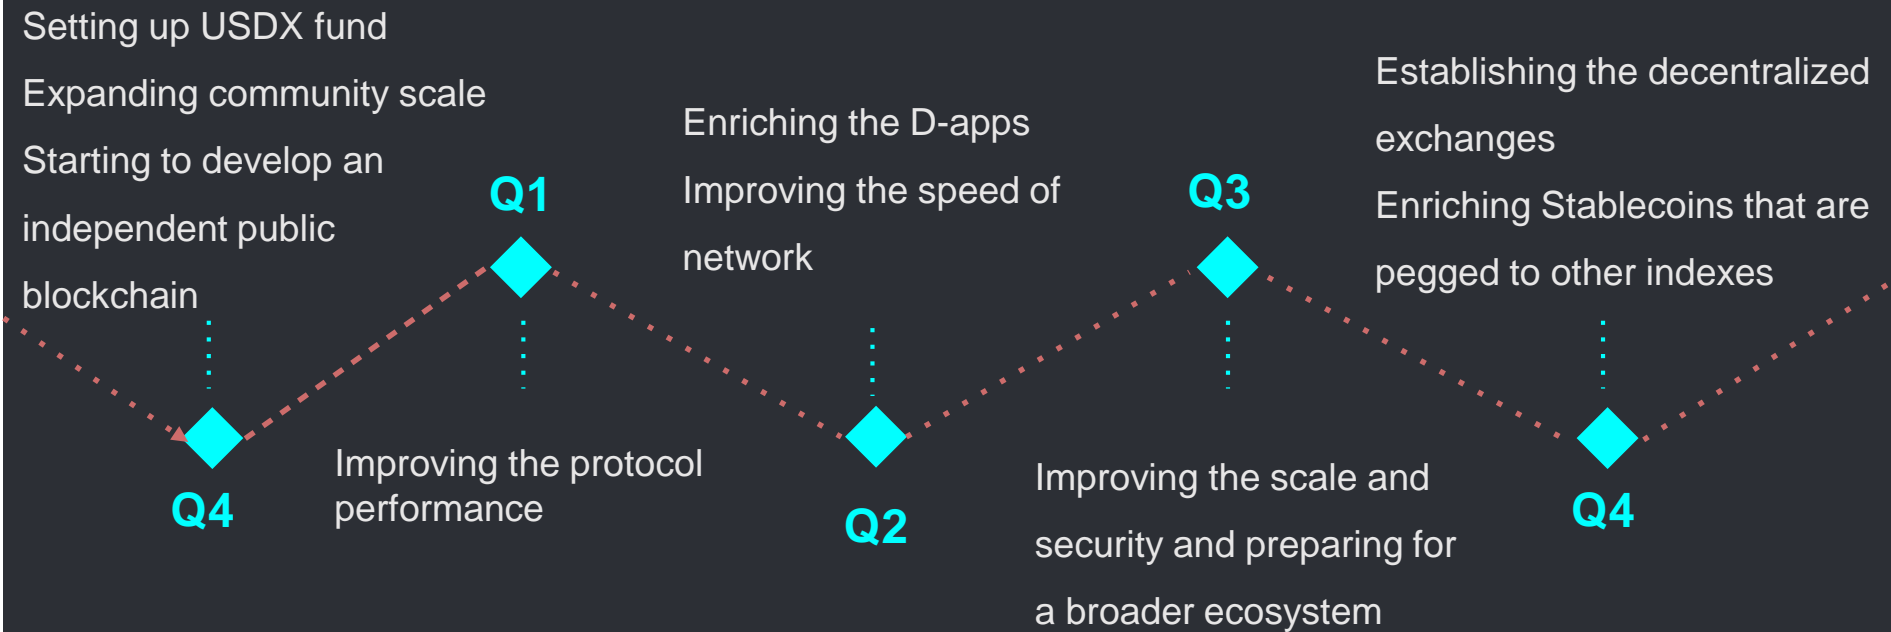 Setting up USDX fund
Expanding community scale
Starting to develop an
independent public
blockchain
Q4
Q1
Improving the protocol
performance
Enriching the D-apps
Improving the speed of
network
Q2
Q3
Improving the scale and
security and preparing for
a broader ecosystem
Establishing the decentralized
exchanges
Enriching Stablecoins that are
pegged to other indexes
Q4